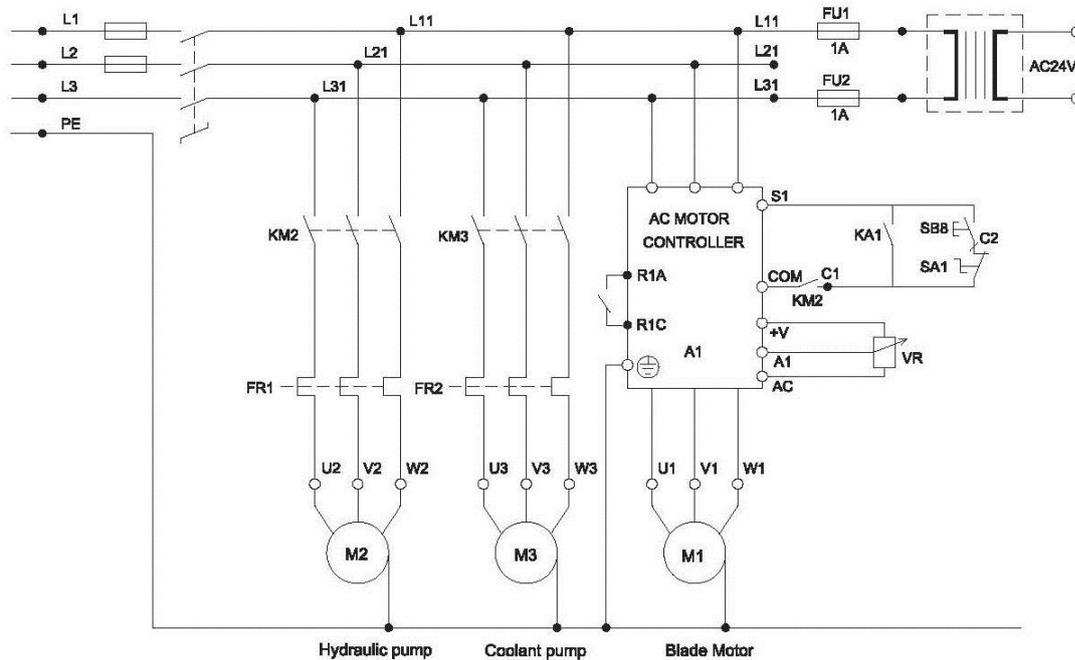 L1
L11
L11
FU1
1A
L2
L21
L21
AC24V
L3
L31
L31
FU2
1A
PE
S1
KM2
KM3
AC MOTOR
CONTROLLER
KA1
SB8
C2
SA1
R1A
COM
C1
KM2
R1C
+V
A1
A1
VR
AC
FR1
FR2
U2
V2
W2
U3
V3
W3
U1
V1
W1
M2
M3
M1
Hydraulic pump
Coolant pump
Blade Motor